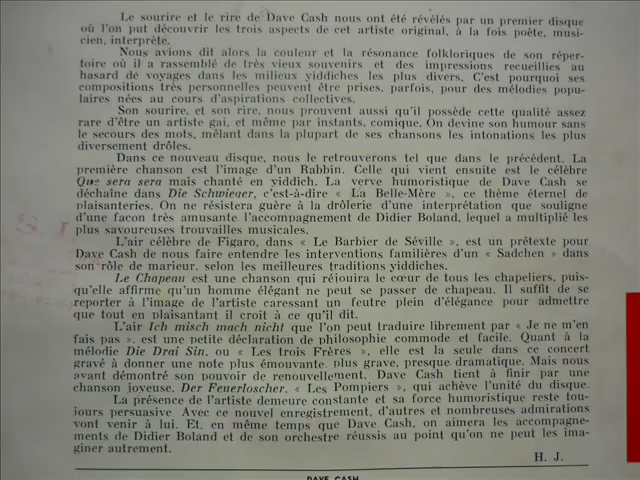 Le sourire et le rire de Dave Cash nous ont été révélés par un premier disque
où l'on put découvrir les trois aspects de cet artiste original, à la fois poète, musi-
cien, interprète.
Nous avions dit alors la couleur et la résonance folkloriques de son réper-
toire où il a rassemblé de très vieux souvenirs et des impressions recueillies au
hasard de voyages dans les milieux yiddiches les plus divers. C'est pourquoi ses
compositions très personnelles peuvent être prises, parfois, pour des mélodies popu-
laires nées au cours d'aspirations collectives.
Son sourire, et son rire, nous prouvent aussi qu'il possède cette qualité assez
rare d'être un artiste gai, et même par instants, comique. On devine son humour sans
le secours des mots, mêlant dans la plupart de ses chansons les intonations les plus
diversement drôles.
Dans ce nouveau disque, nous le retrouverons tel que dans le précédent. La
première chanson est l'image d'un Rabbin. Celle qui vient ensuite est le célèbre
Que sera sera mais chanté en yiddich. La verve humoristique de Dave Cash se
déchaîne dans Die Schwieger, c'est-à-dire « La Belle-Mère », ce thème éternel de
plaisanteries. On ne résistera guère à la drôlerie d'une interprétation que souligne
d'une facon très amusante l'accompagnement de Didier Boland, lequel a multiplié les
plus savoureuses trouvailles musicales.
L'air célèbre de Figaro, dans « Le Barbier de Séville », est un prétexte pour
Dave Cash de nous faire entendre les interventions familières d'un « Sadchen » dans
son rôle de marieur, selon les meilleures traditions yiddiches.
Le Chapeau est une chanson qui réjouira le cœur de tous les chapeliers, puis-
qu'elle affirme qu'un homme élégant ne peut se passer de chapeau. Il suffit de se
reporter à l'image de l'artiste caressant un feutre plein d'élégance pour admettre
que tout en plaisantant il croit à ce qu'il dit.
L'air Ich misch mach nicht que l'on peut traduire librement par « Je ne m'en
fais pas », est une petite déclaration de philosophie commode et facile. Quant à la
mélodie Die Drai Sin, ou « Les trois Frères », elle est la seule dans ce concert
gravé à donner une note plus émouvante, plus grave, presque dramatique. Mais nous
avant démontré son pouvoir de renouvellement, Dave Cash tient à finir par une
chanson joyeuse, Der Feuerloscher, « Les Pompiers », qui achève l'unité du disque.
La présence de l'artiste demeure constante et sa force humoristique reste tou-
jours persuasive Avec ce nouvel enregistrement, d'autres et nombreuses admirations
vont venir à lui. Et, en même temps que Dave Cash, on aimera les accompagne-
ments de Didier Boland et de son orchestre réussis au point qu'on ne peut les ima-
giner autrement.
H. J.
DAVE CASH